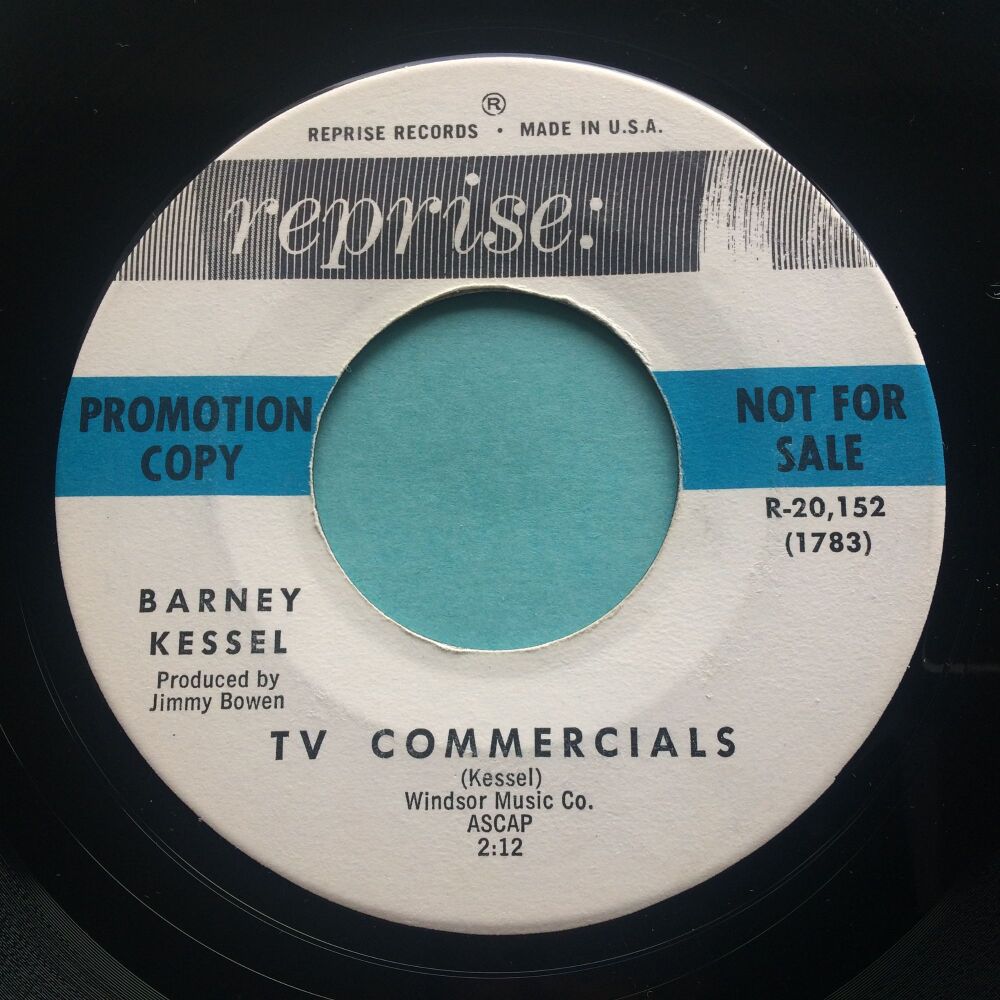 ®
REPRISE RECORDS • MADE IN U.S.A.
reprise:
PROMOTION
COPY
NOT FOR
SALE
R-20,152
(1783)
BARNEY
KESSEL
Produced by
Jimmy Bowen
TV COMMERCIALS
(Kessel)
Windsor Music Co.
ASCAP
2:12